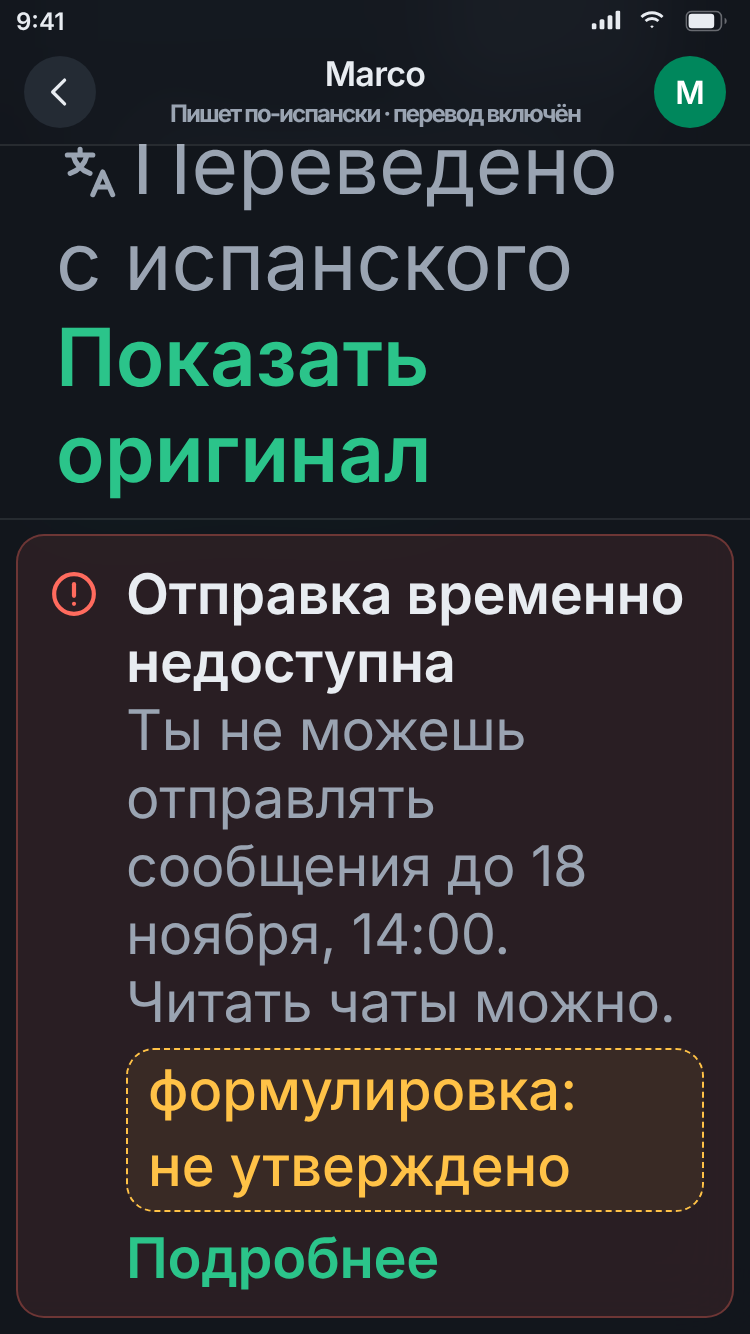 9:41
Marco
Пишет по-испански · перевод включён
M
Переведено
с испанского
Показать
оригинал
Отправка временно
недоступна
Ты не можешь
отправлять
сообщения до 18
ноября, 14:00.
Читать чаты можно.
формулировка:
не утверждено
Подробнее